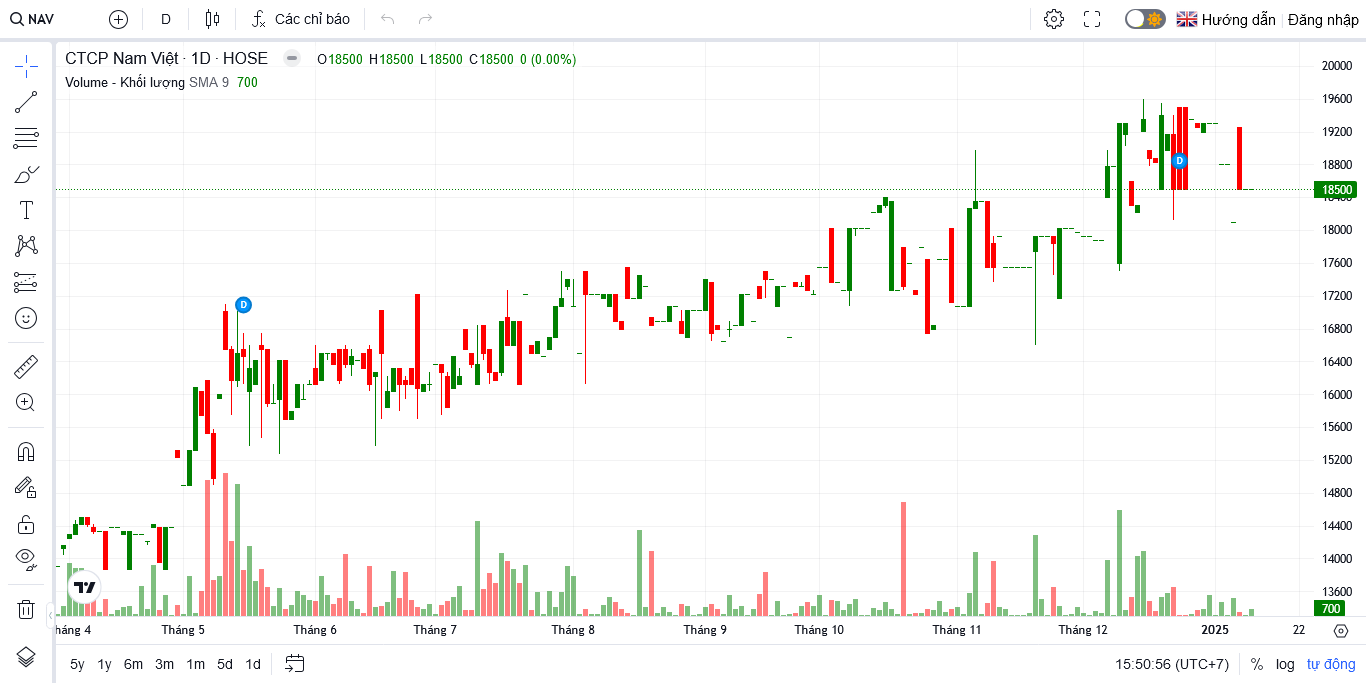 NAV D Các chỉ báo Hướng dẫn Đăng nhập
CTCP Nam Việt · 1D · HOSE O18500 H18500 L18500 C18500 0 (0.00%)
Volume - Khối lượng SMA 9 700
20000
19600
19200
18800
18500
18400
18000
17600
17200
16800
16400
16000
15600
15200
14800
14400
14000
13600
700
D
D
háng 4 Tháng 5 Tháng 6 Tháng 7 Tháng 8 Tháng 9 Tháng 10 Tháng 11 Tháng 12 2025 22
5y 1y 6m 3m 1m 5d 1d 15:50:56 (UTC+7) % log tự động